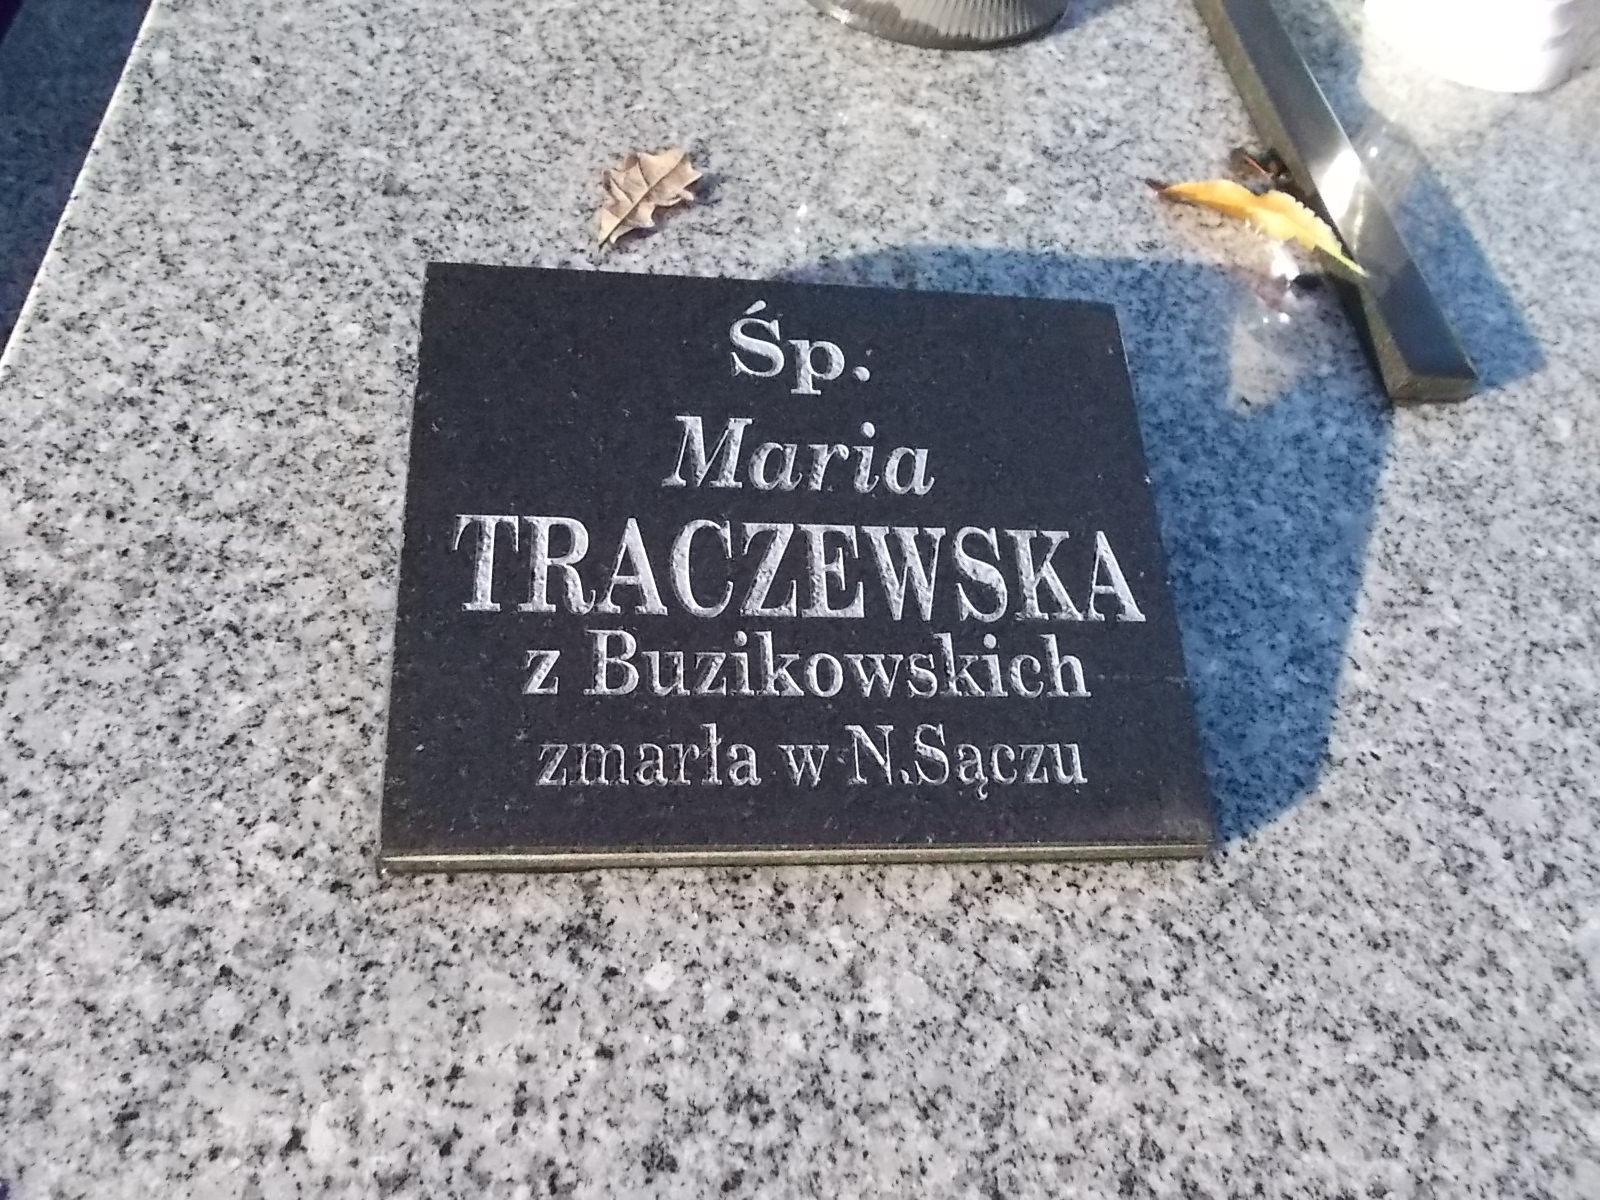 Śp.
Maria
TRACZEWSKA
z Buzikowskich
zmarła w N.Sączu